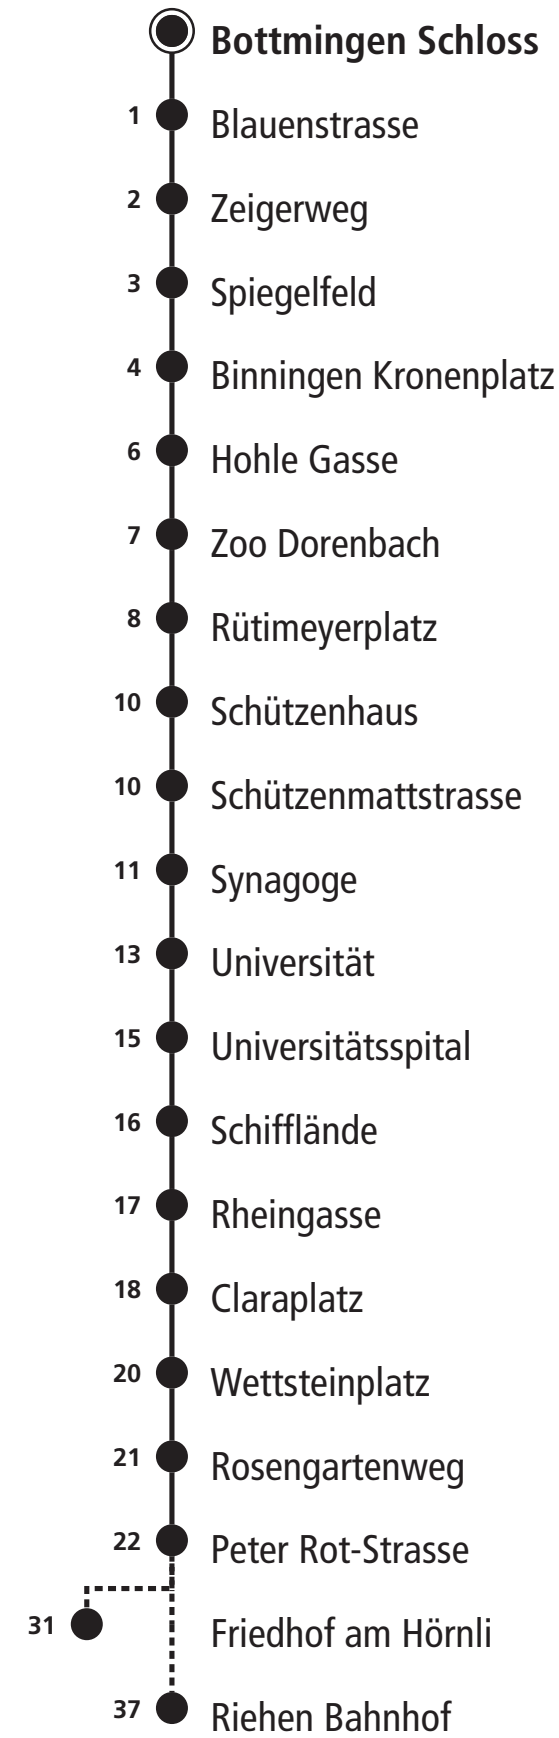 Bottmingen Schloss
1 Blauenstrasse
2 Zeigerweg
3 Spiegelfeld
4 Binningen Kronenplatz
6 Hohle Gasse
7 Zoo Dorenbach
8 Rütimeyerplatz
10 Schützenhaus
10 Schützenmattstrasse
11 Synagoge
13 Universität
15 Universitätsspital
16 Schifflände
17 Rheingasse
18 Claraplatz
20 Wettsteinplatz
21 Rosengartenweg
22 Peter Rot-Strasse
31 Friedhof am Hörnli
37 Riehen Bahnhof